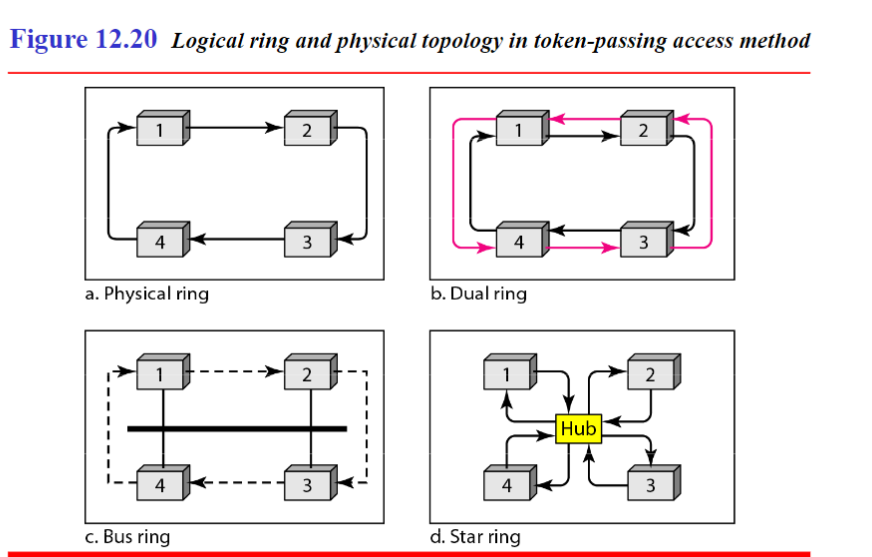 Figure 12.20 Logical ring and physical topology in token-passing access method
1 2
4 3
a. Physical ring
1 2
4 3
b. Dual ring
1 2
4 3
c. Bus ring
1 2
Hub
4 3
d. Star ring